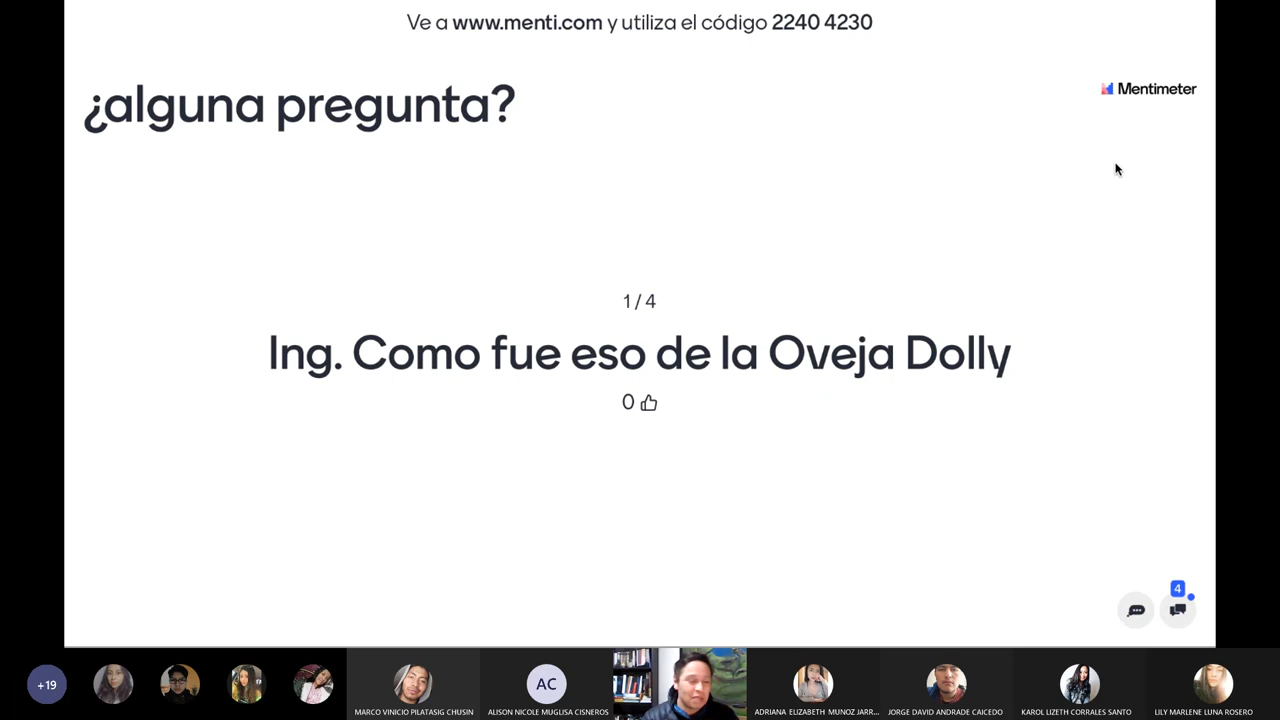 Ve a www.menti.com y utiliza el código 2240 4230
¿alguna pregunta?
Mentimeter
1 / 4
Ing. Como fue eso de la Oveja Dolly
0
4
+19
MARCO VINICIO PILATASIG CHUSIN
AC
ALISON NICOLE MUGLISA CISNEROS
ADRIANA ELIZABETH MUNOZ JARR...
JORGE DAVID ANDRADE CAICEDO
KAROL LIZETH CORRALES SANTO
LILY MARLENE LUNA ROSERO